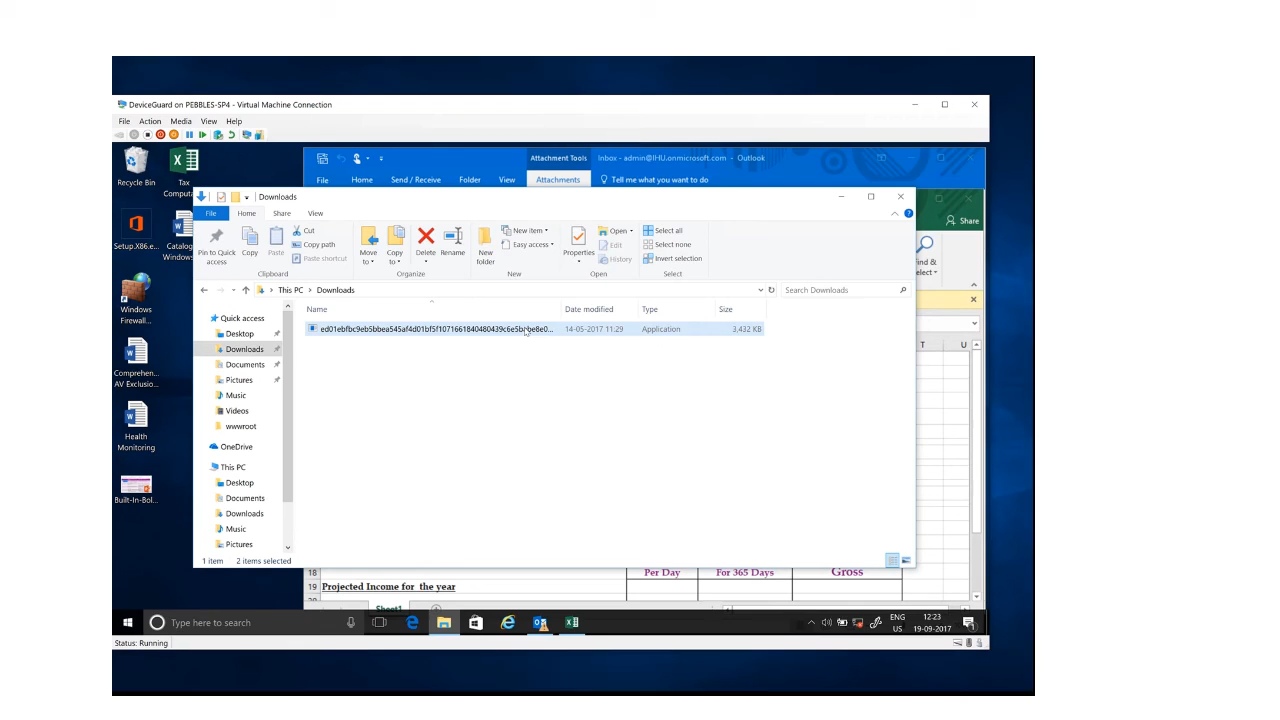 DeviceGuard on PEBBLES-SP4 - Virtual Machine Connection
File Action Media View Help
Recycle Bin
Tax
Computa...
Setup.X86.e...
Catalog
Windows
Windows
Firewall...
Comprehen...
AV Exclusio...
Health
Monitoring
Built-In-Bol...
Attachment Tools Inbox - admin@IHU.onmicrosoft.com - Outlook
File Home Send / Receive Folder View Attachments Tell me what you want to do
Downloads
File Home Share View
Share
Pin to Quick
access
Copy
Paste
Cut
Copy path
Paste shortcut
Clipboard
Move
to
Copy
to
Delete
Rename
Organize
New
folder
New item
Easy access
New
Properties
Open
Edit
History
Open
Select all
Select none
Invert selection
Select
This PC > Downloads
Search Downloads
Name Date modified Type Size
14-05-2017 11:29 Application 3,432 KB
Quick access
Desktop
Downloads
Documents
Pictures
Music
Videos
wwwroot
OneDrive
This PC
Desktop
Documents
Downloads
Music
Pictures
1 item 2 items selected
T U
18 Per Day For 365 Days Gross
19 Projected Income for the year
Sheet1
Type here to search
ENG
US
12:23
19-09-2017
Status: Running